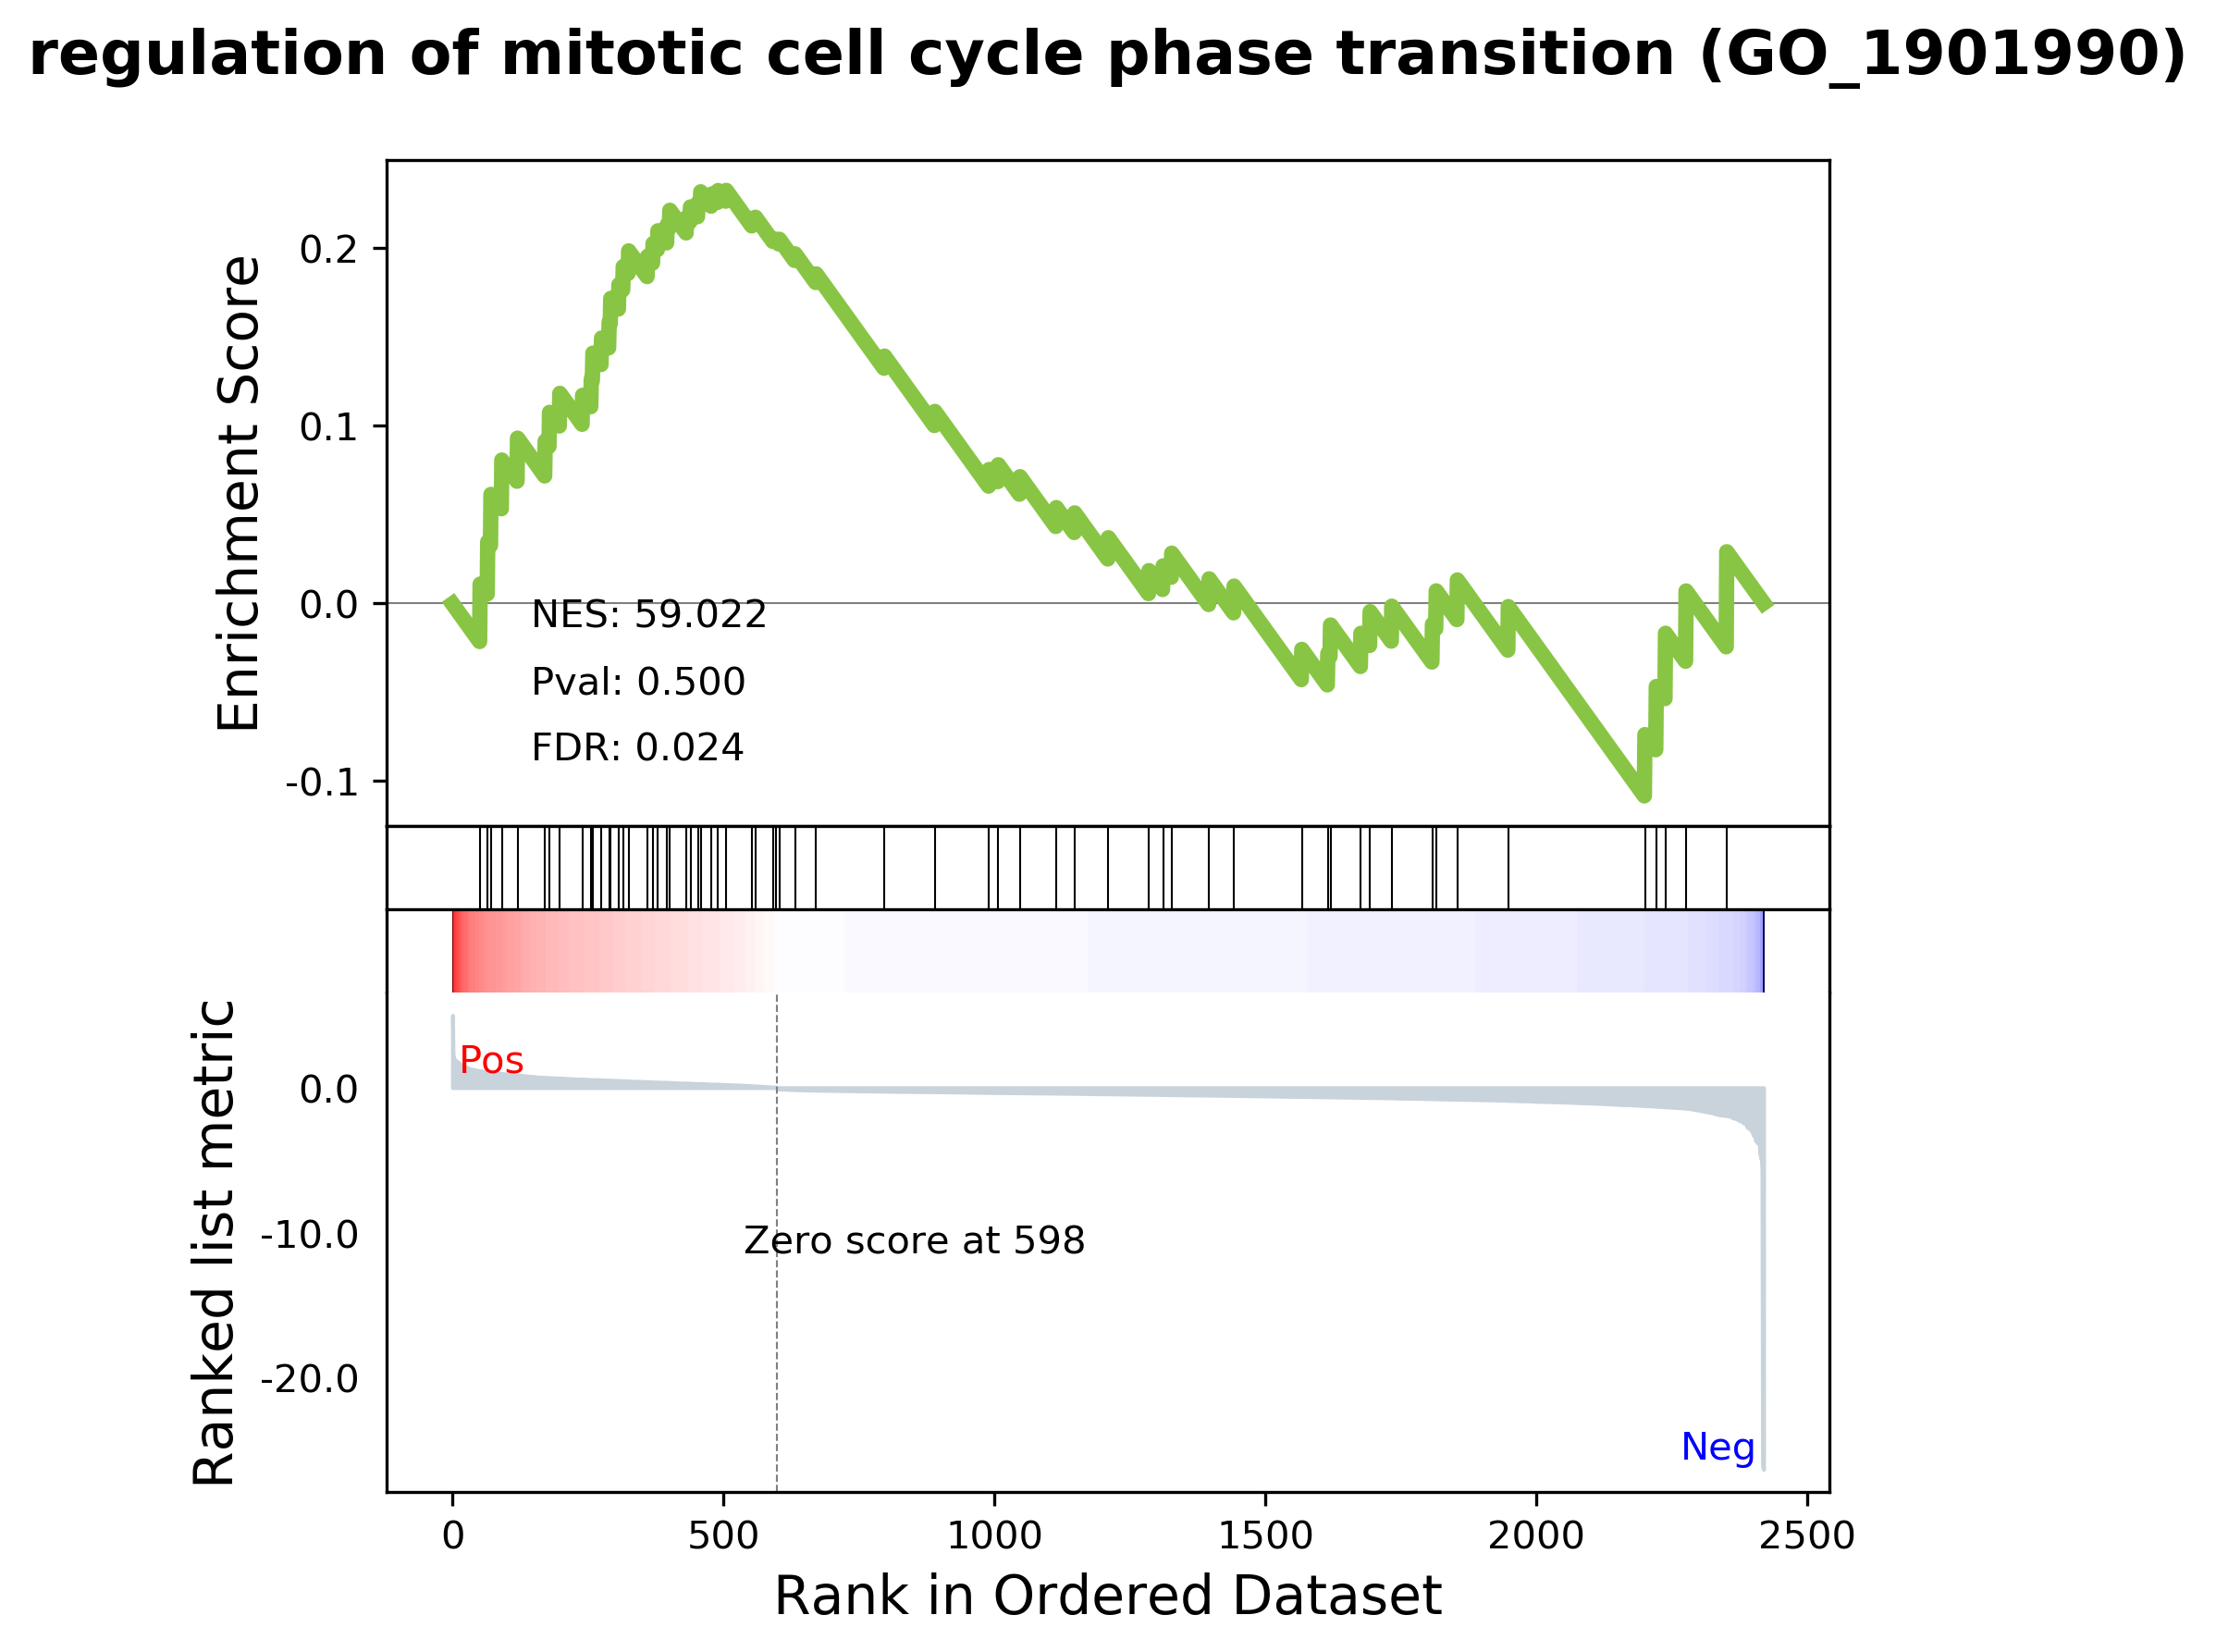 regulation of mitotic cell cycle phase transition (GO_1901990)
Enrichment Score
0.2
0.1
0.0
-0.1
NES: 59.022
Pval: 0.500
FDR: 0.024
Ranked list metric
0.0
-10.0
-20.0
Pos
Zero score at 598
Neg
0 500 1000 1500 2000 2500
Rank in Ordered Dataset